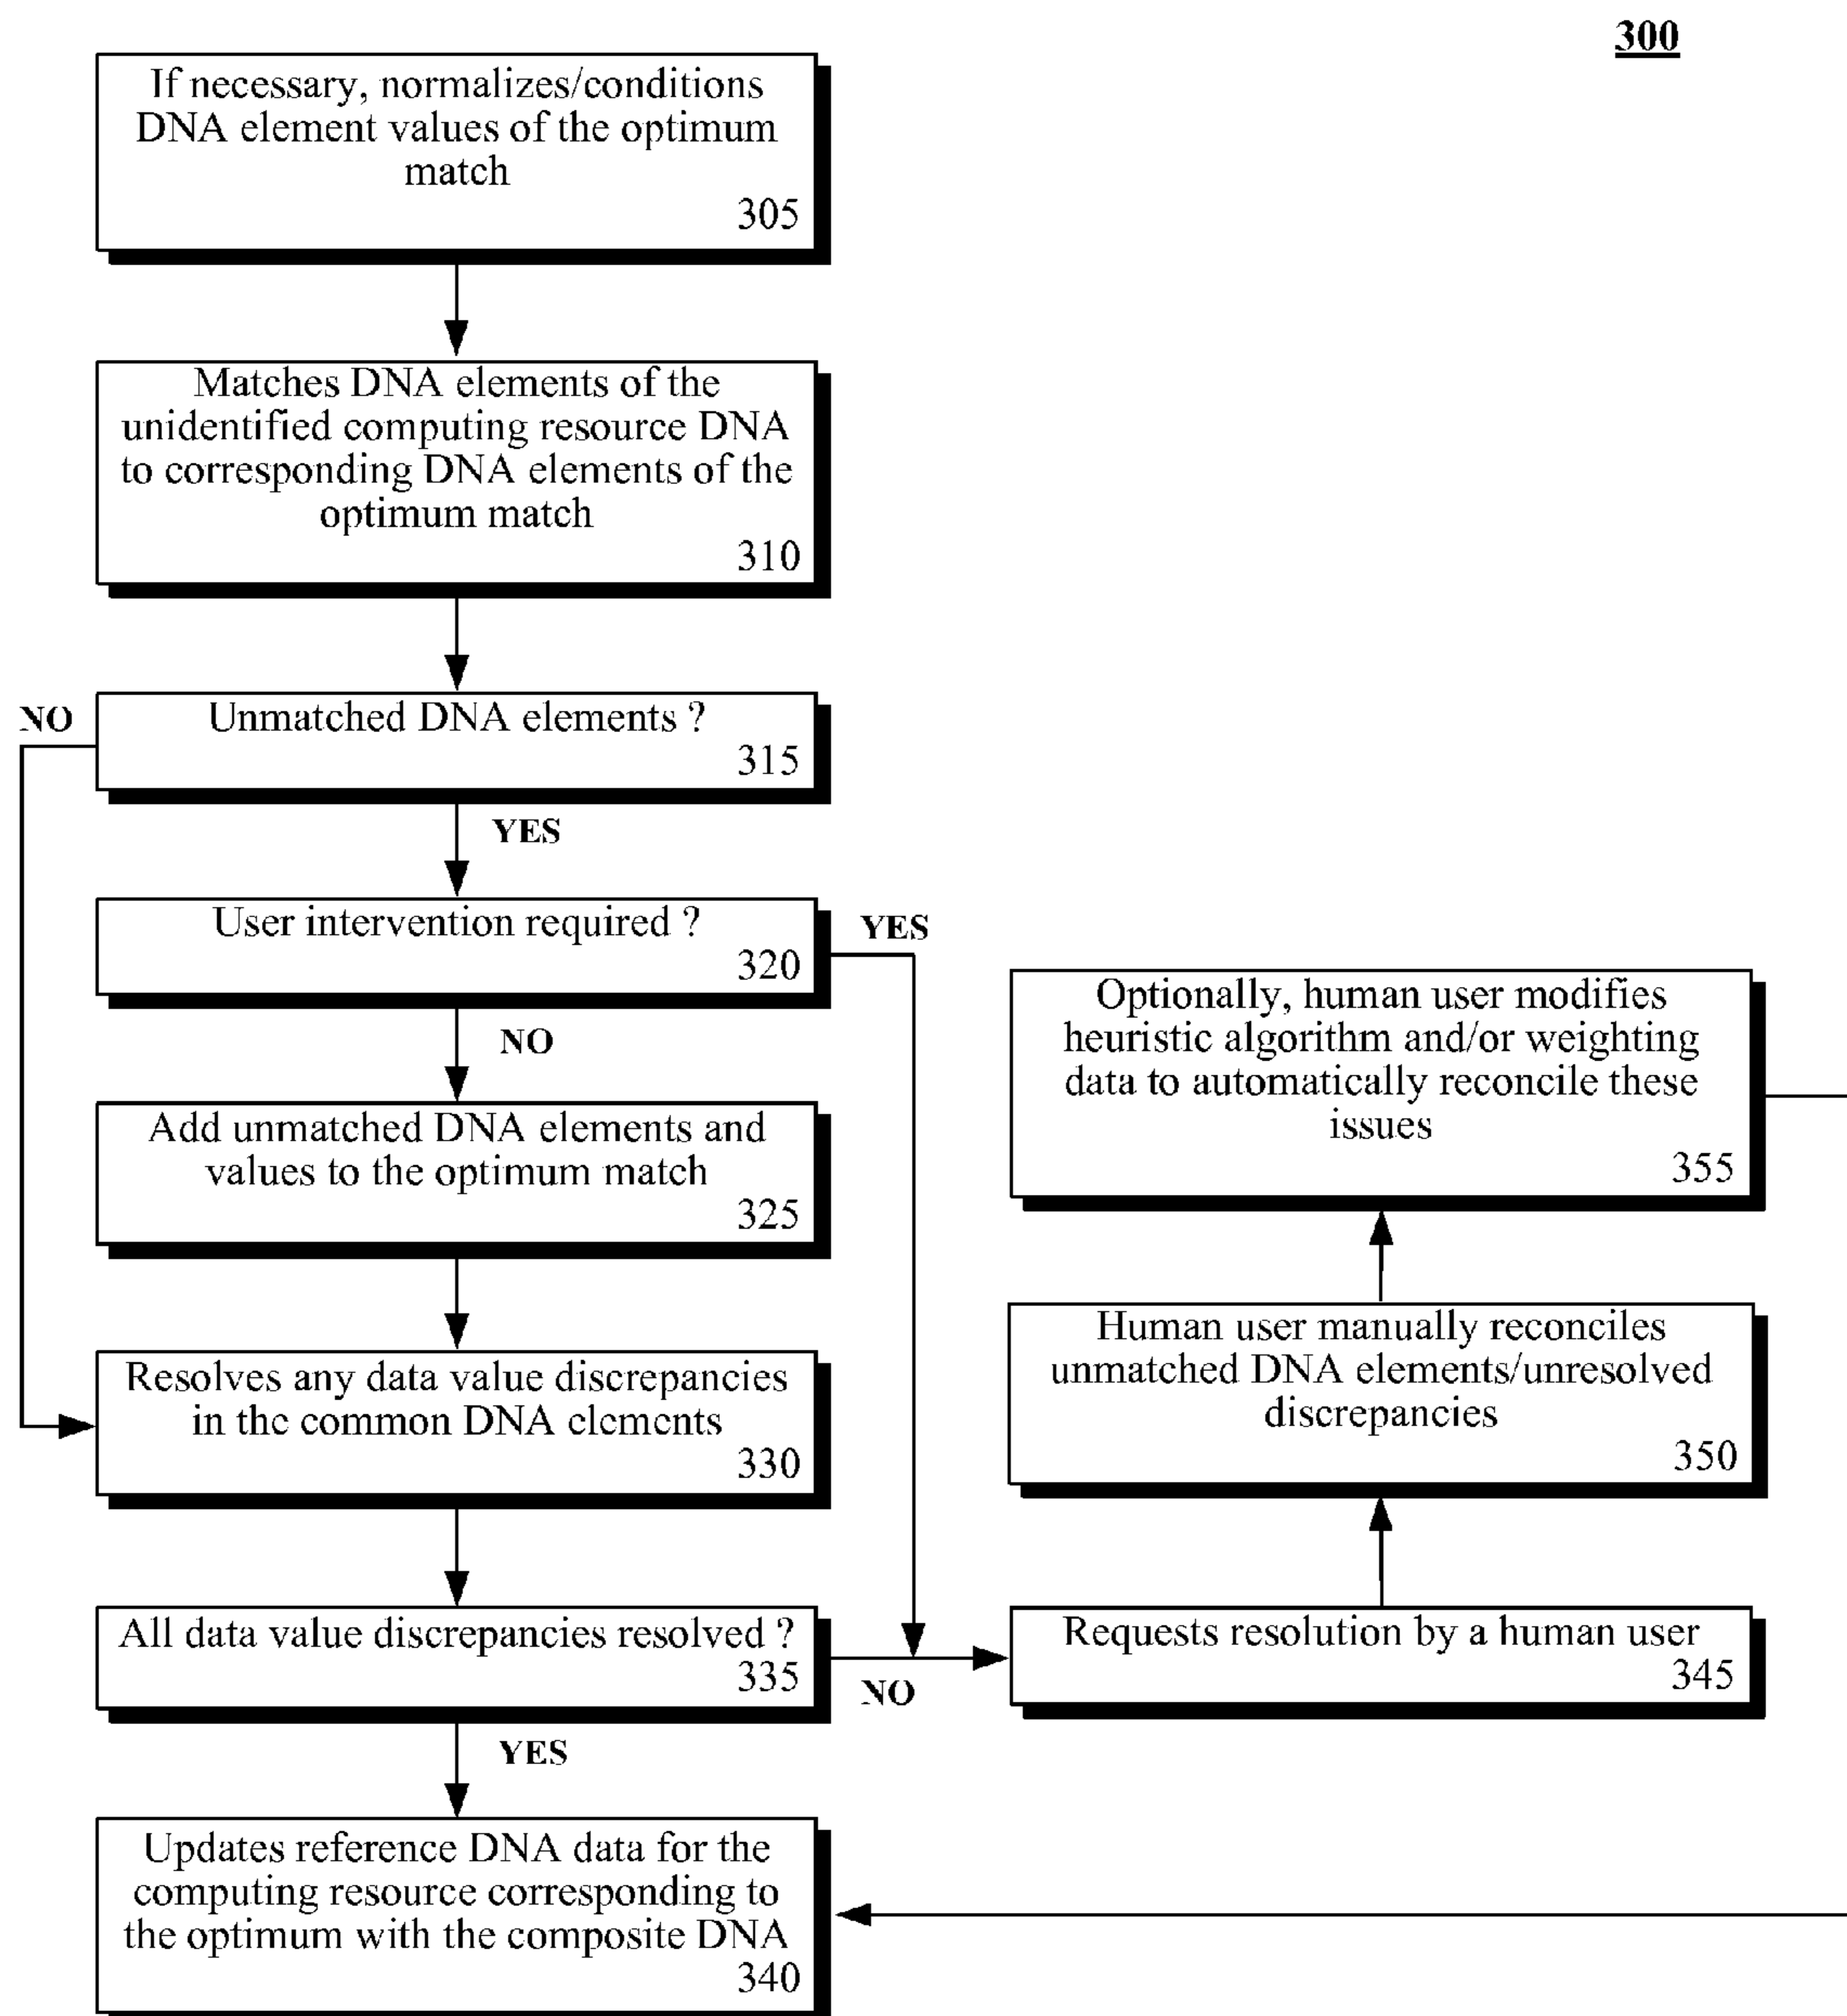 300
If necessary, normalizes/conditions
DNA element values of the optimum
match
305
Matches DNA elements of the
unidentified computing resource DNA
to corresponding DNA elements of the
optimum match
310
Unmatched DNA elements ?
315
NO
YES
User intervention required ?
320
YES
NO
Add unmatched DNA elements and
values to the optimum match
325
Resolves any data value discrepancies
in the common DNA elements
330
All data value discrepancies resolved ?
335
NO
YES
Updates reference DNA data for the
computing resource corresponding to
the optimum with the composite DNA
340
Optionally, human user modifies
heuristic algorithm and/or weighting
data to automatically reconcile these
issues
355
Human user manually reconciles
unmatched DNA elements/unresolved
discrepancies
350
Requests resolution by a human user
345